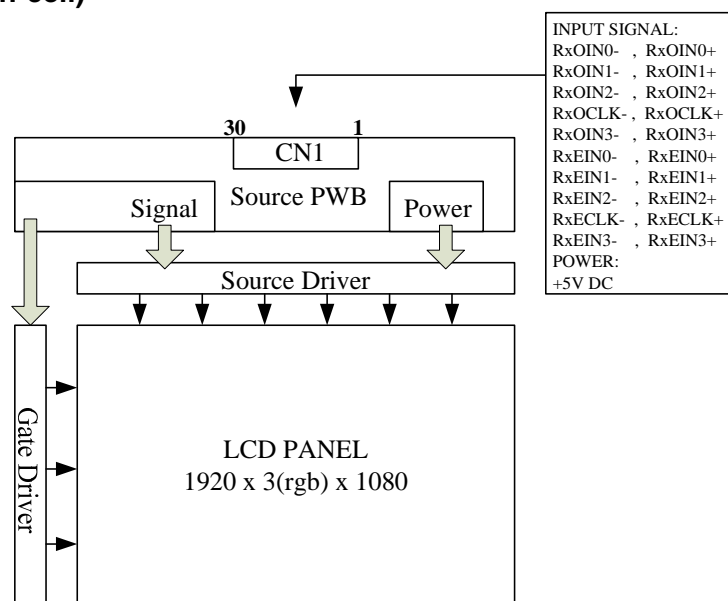 INPUT SIGNAL:
RxOIN0- , RxOIN0+
RxOIN1- , RxOIN1+
RxOIN2- , RxOIN2+
RxOCLK- , RxOCLK+
RxOIN3- , RxOIN3+
RxEIN0- , RxEIN0+
RxEIN1- , RxEIN1+
RxEIN2- , RxEIN2+
RxECLK- , RxECLK+
RxEIN3- , RxEIN3+
POWER:
+5V DC
30 1
CN1
Source PWB
Signal
Power
Source Driver
Gate Driver
LCD PANEL
1920 x 3(rgb) x 1080